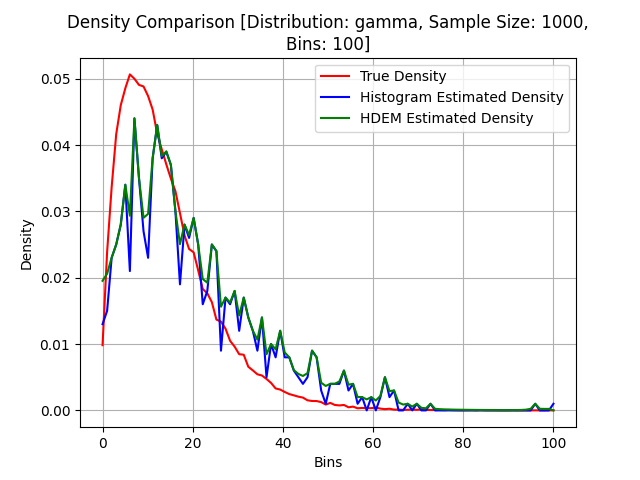 Density Comparison [Distribution: gamma, Sample Size: 1000,
Bins: 100]
True Density
Histogram Estimated Density
HDEM Estimated Density
Density
0.05
0.04
0.03
0.02
0.01
0.00
0 20 40 60 80 100
Bins